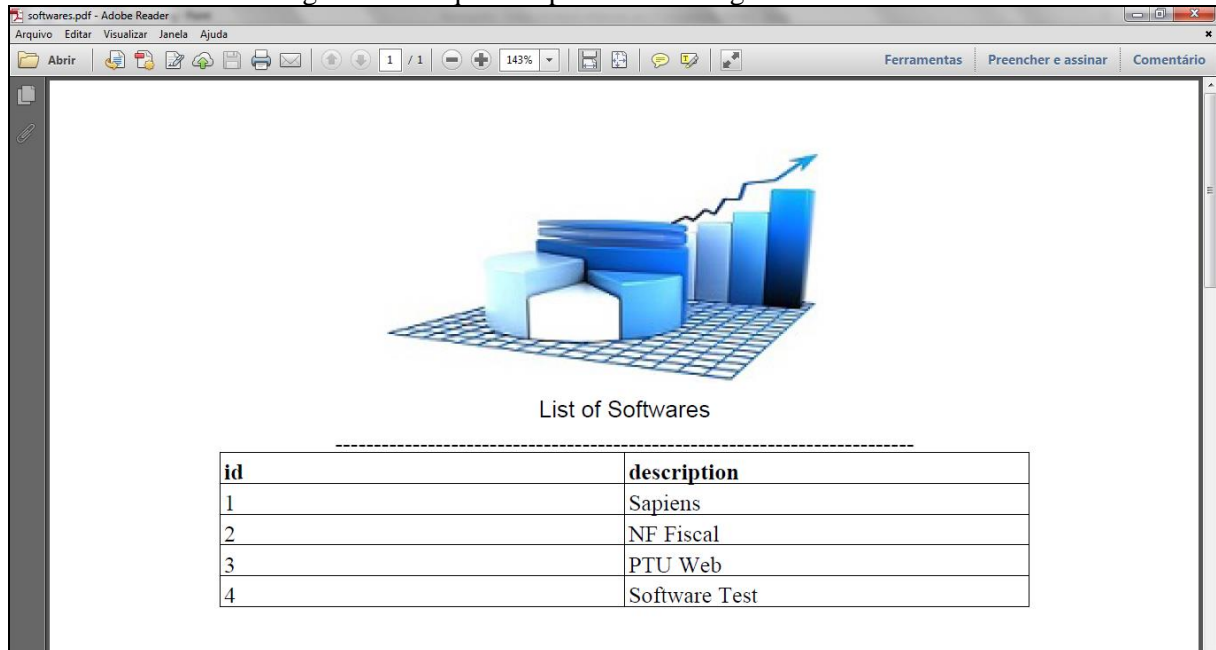 softwares.pdf - Adobe Reader
Arquivo Editar Visualizar Janela Ajuda
Abrir 1 / 1 143% Ferramentas Preencher e assinar Comentário
List of Softwares
---------------------------------------------------------------------------
id description
1 Sapiens
2 NF Fiscal
3 PTU Web
4 Software Test